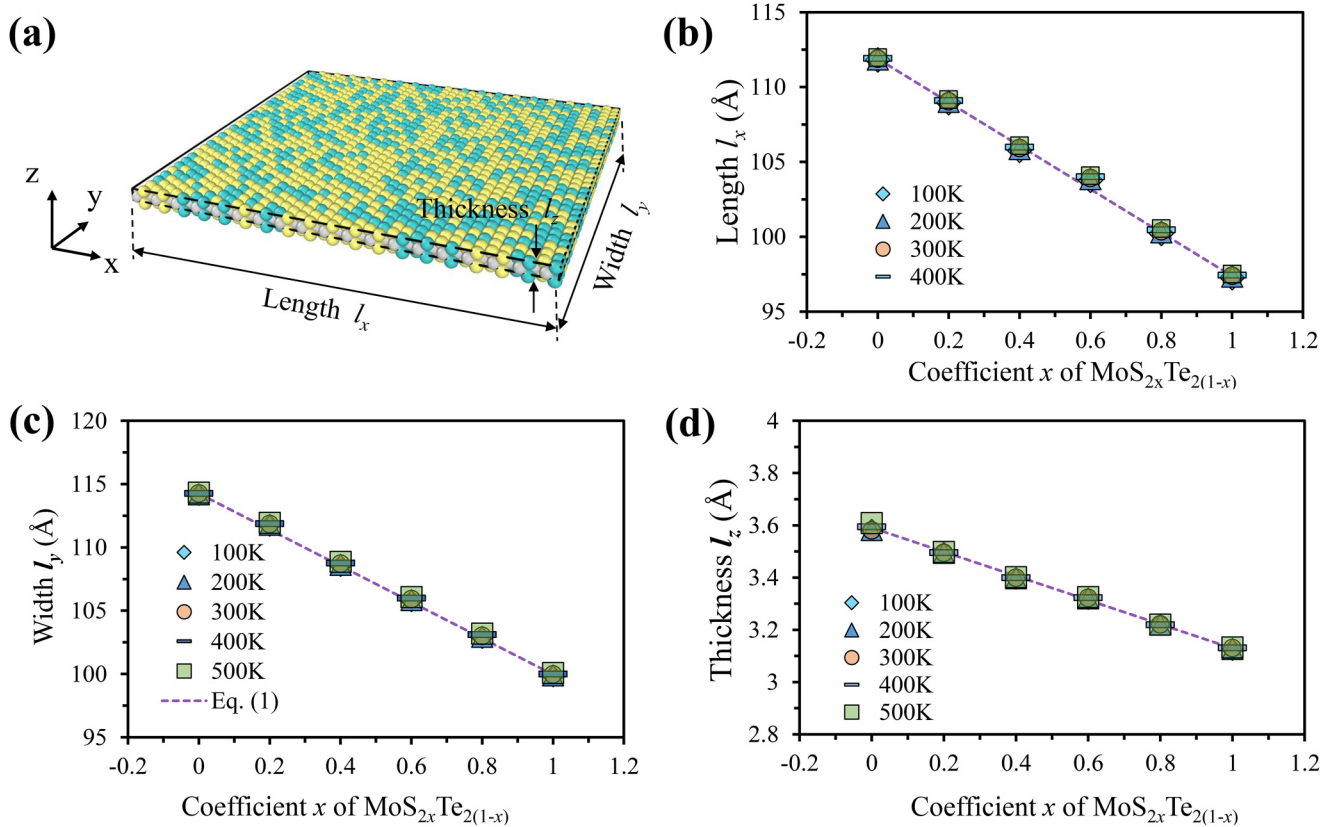 (a)
z
y
x
Thickness l_z
Width l_y
Length l_x
(b)
115
110
105
100
95
Length l_x (Å)
100K
200K
300K
400K
-0.2 0 0.2 0.4 0.6 0.8 1 1.2
Coefficient x of MoS_2xTe_2(1-x)
(c)
120
115
110
105
100
95
Width l_y (Å)
100K
200K
300K
400K
500K
Eq. (1)
-0.2 0 0.2 0.4 0.6 0.8 1 1.2
Coefficient x of MoS_2xTe_2(1-x)
(d)
4
3.8
3.6
3.4
3.2
3
2.8
Thickness l_z (Å)
100K
200K
300K
400K
500K
-0.2 0 0.2 0.4 0.6 0.8 1 1.2
Coefficient x of MoS_2xTe_2(1-x)